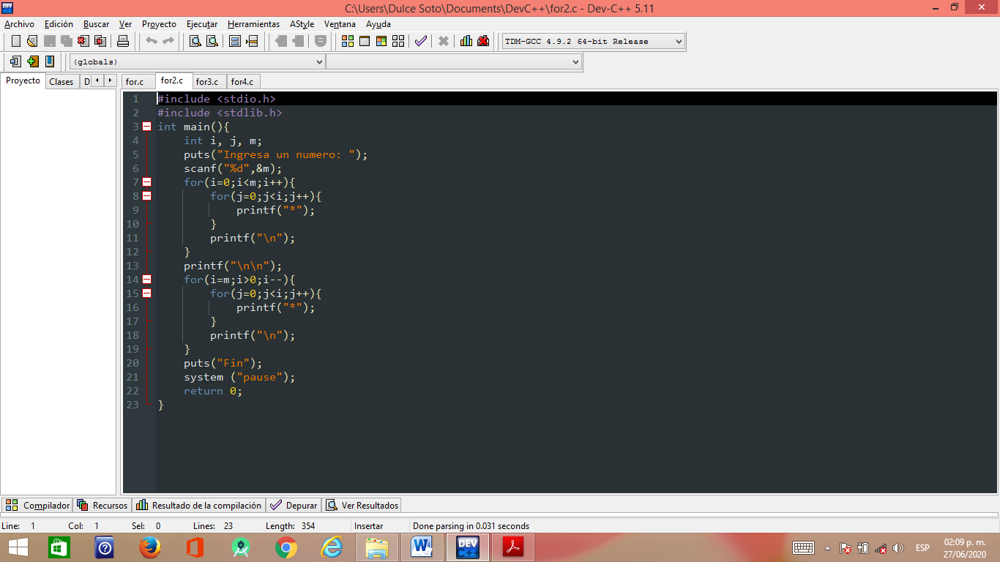 C:\Users\Dulce Soto\Documents\DevC++\for2.c - Dev-C++ 5.11
Archivo Edición Buscar Ver Proyecto Ejecutar Herramientas AStyle Ventana Ayuda
TDM-GCC 4.9.2 64-bit Release
(globals)
Proyecto Clases D for.c for2.c for3.c for4.c
1 #include <stdio.h>
2 #include <stdlib.h>
3 int main(){
4 int i, j, m;
5 puts("Ingresa un numero: ");
6 scanf("%d",&m);
7 for(i=0;i<m;i++){
8 for(j=0;j<i;j++){
9 printf("*");
10 }
11 printf("\n");
12 }
13 printf("\n\n");
14 for(i=m;i>0;i--){
15 for(j=0;j<i;j++){
16 printf("*");
17 }
18 printf("\n");
19 }
20 puts("Fin");
21 system ("pause");
22 return 0;
23 }
Compilador Recursos Resultado de la compilación Depurar Ver Resultados
Line: 1 Col: 1 Sel: 0 Lines: 23 Length: 354 Insertar Done parsing in 0.031 seconds
DEV C++ ESP 02:09 p. m.
27/06/2020